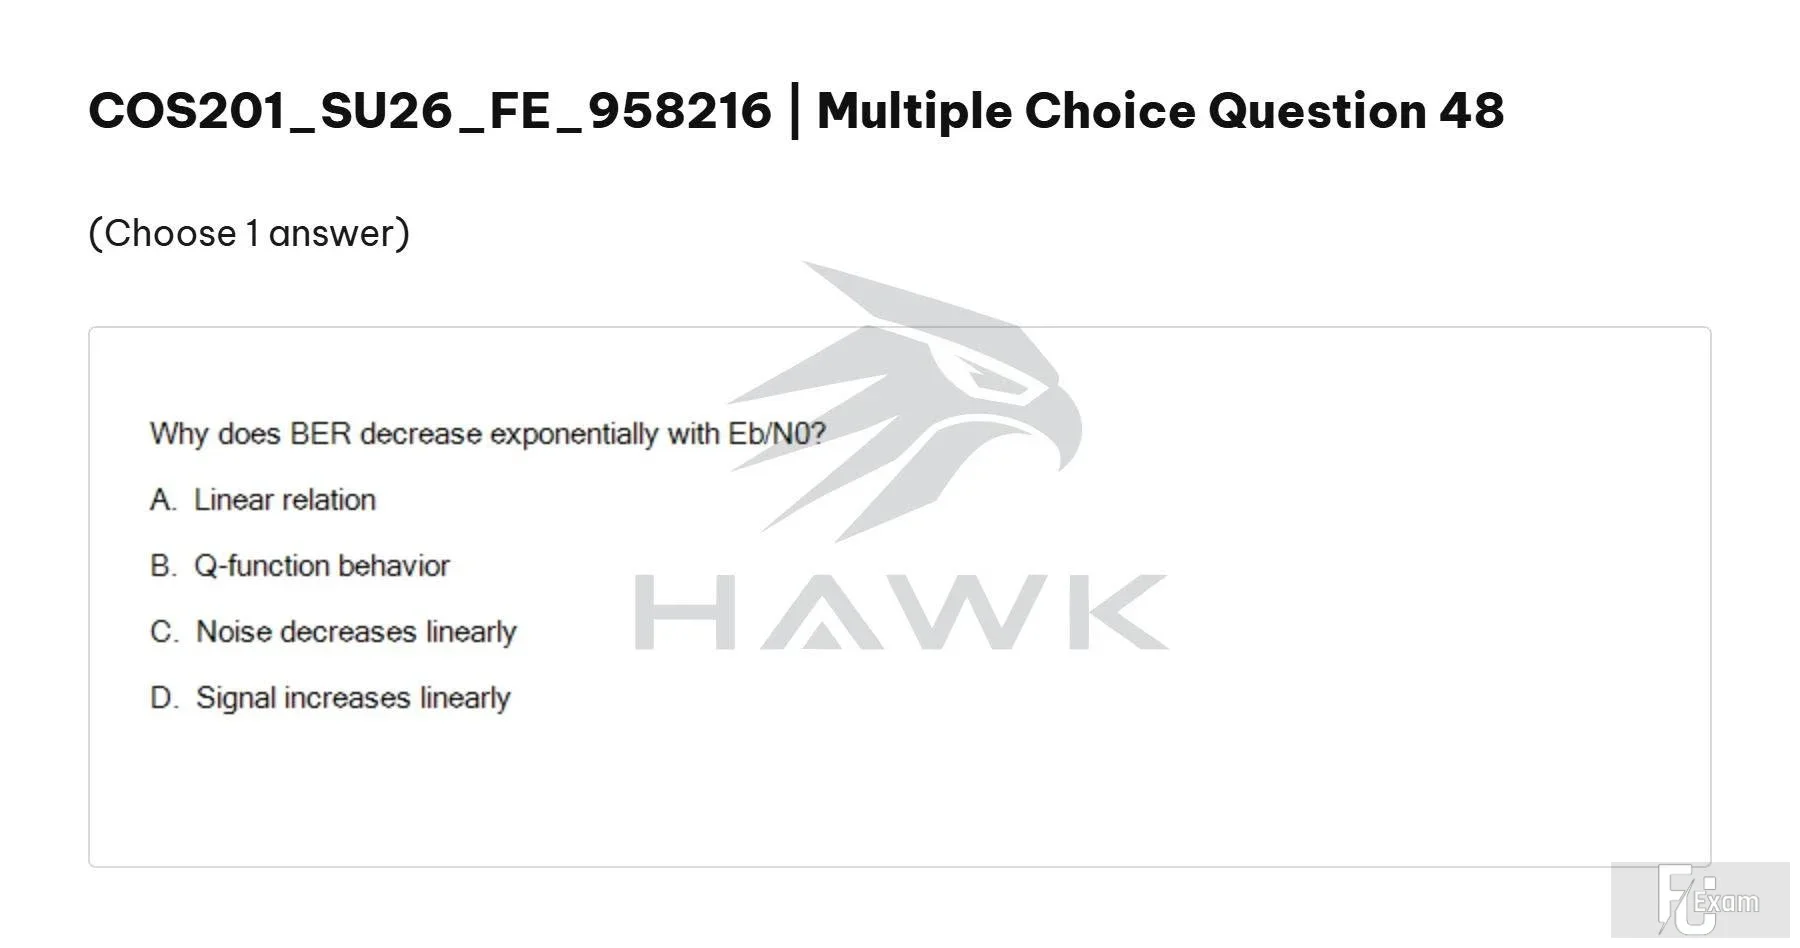 COS201_SU26_FE_958216 | Multiple Choice Question 48
(Choose 1 answer)
Why does BER decrease exponentially with Eb/N0?
A. Linear relation
B. Q-function behavior
C. Noise decreases linearly
D. Signal increases linearly
HAWK
FU Exam